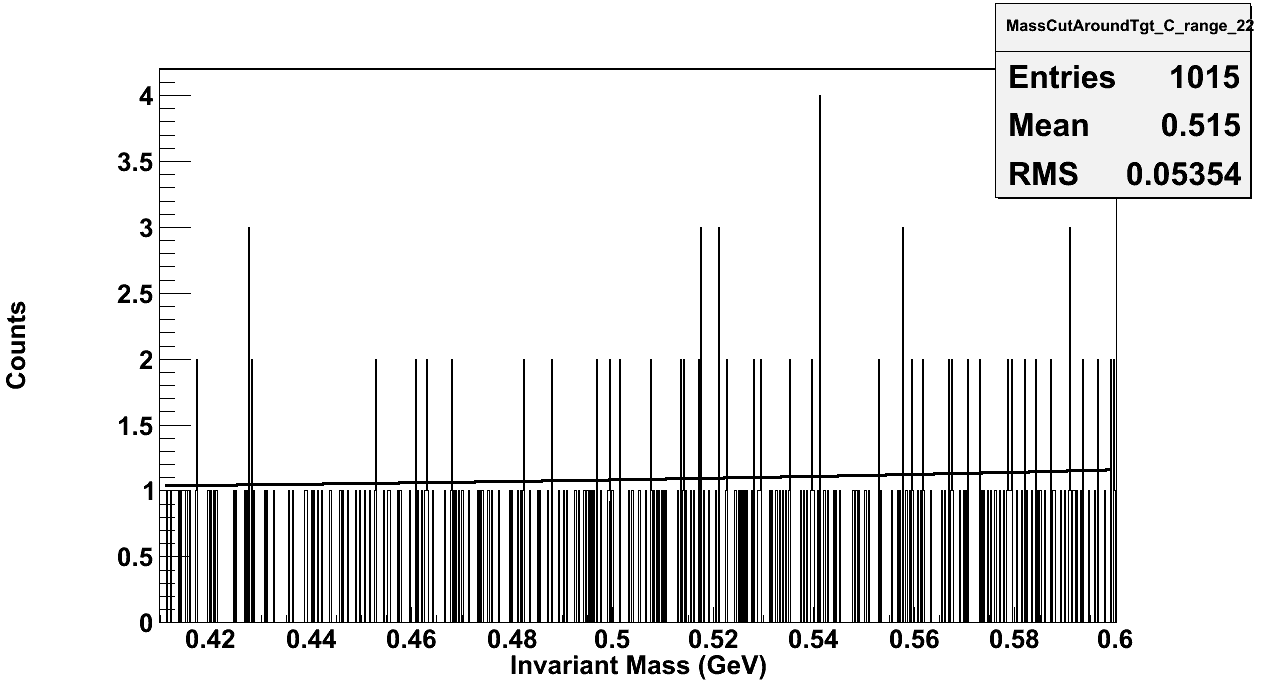 MassCutAroundTgt_C_range_22
Entries 1015
Mean 0.515
RMS 0.05354
Counts
4
3.5
3
2.5
2
1.5
1
0.5
0
0.42 0.44 0.46 0.48 0.5 0.52 0.54 0.56 0.58 0.6
Invariant Mass (GeV)